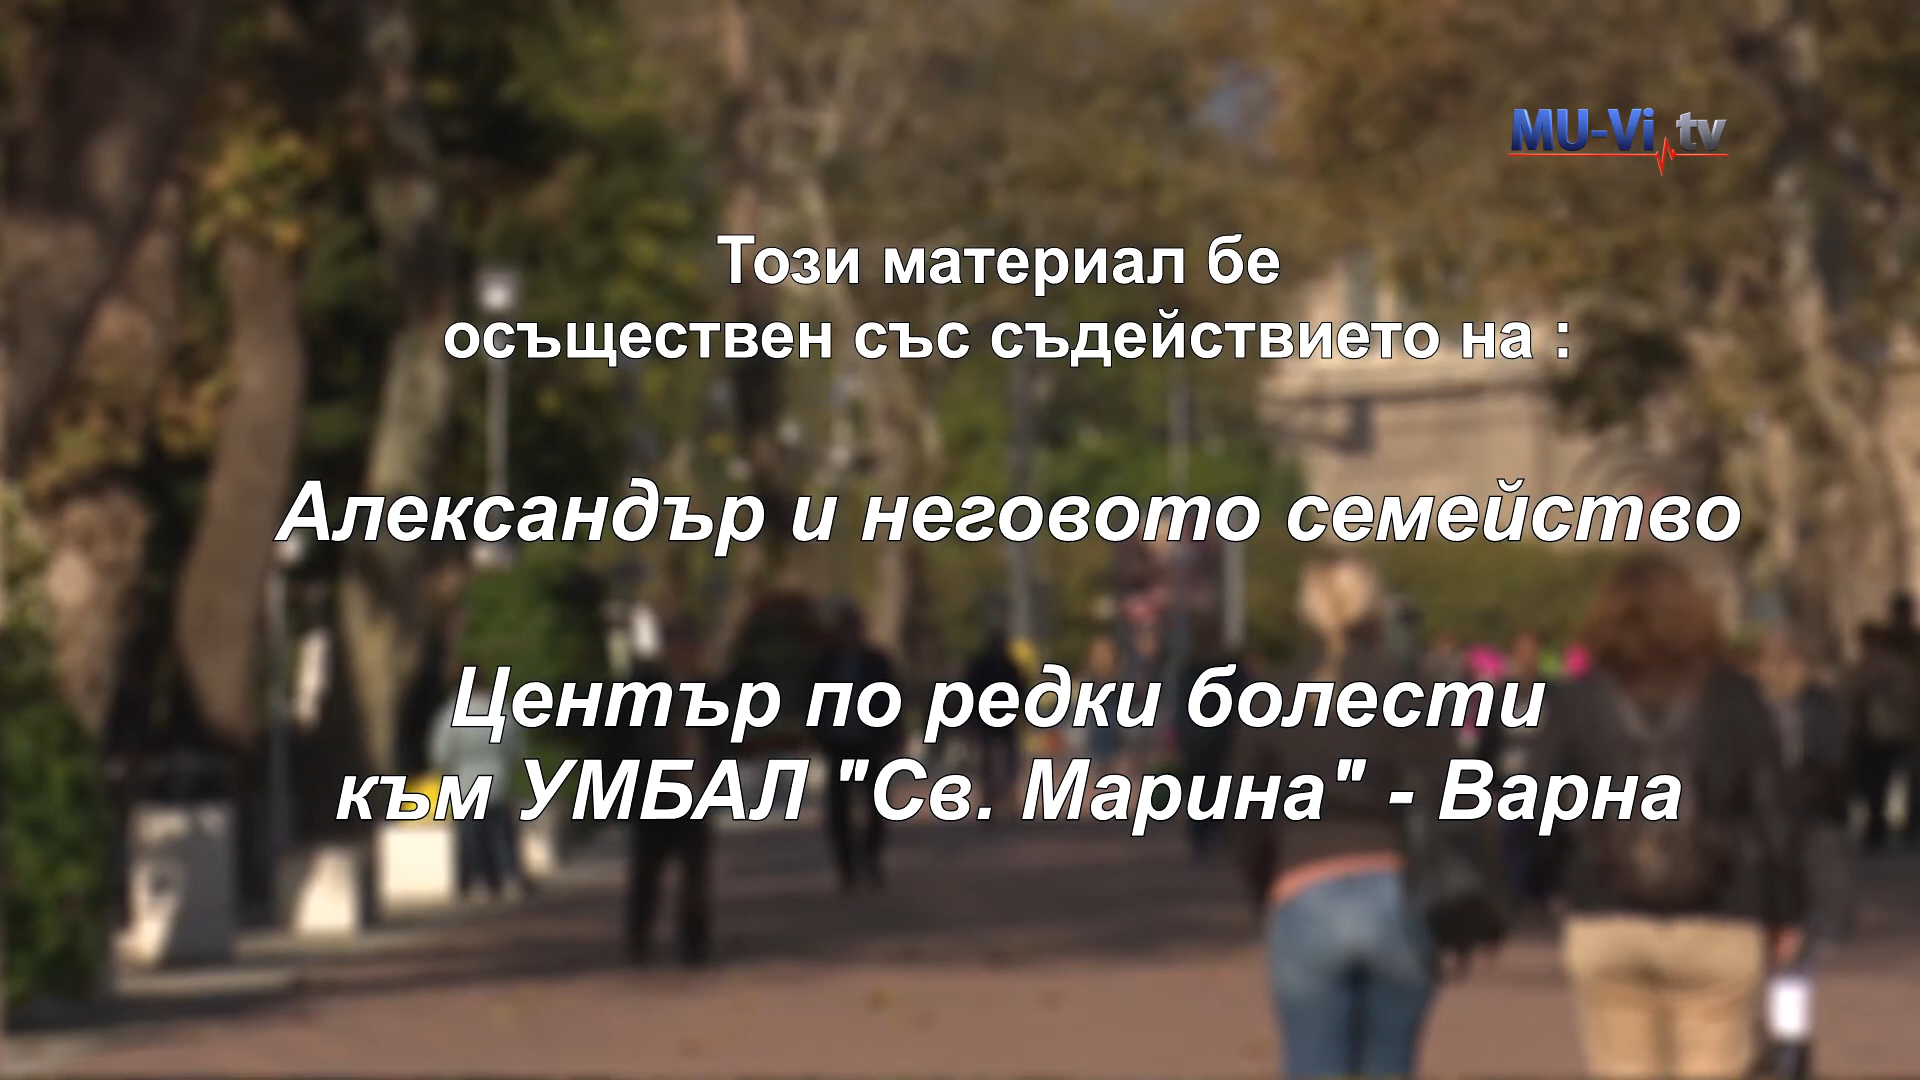 MU-Vi.tv
Този материал бе
осъществен със съдействието на :
Александър и неговото семейство
Център по редки болести
към УМБАЛ "Св. Марина" - Варна